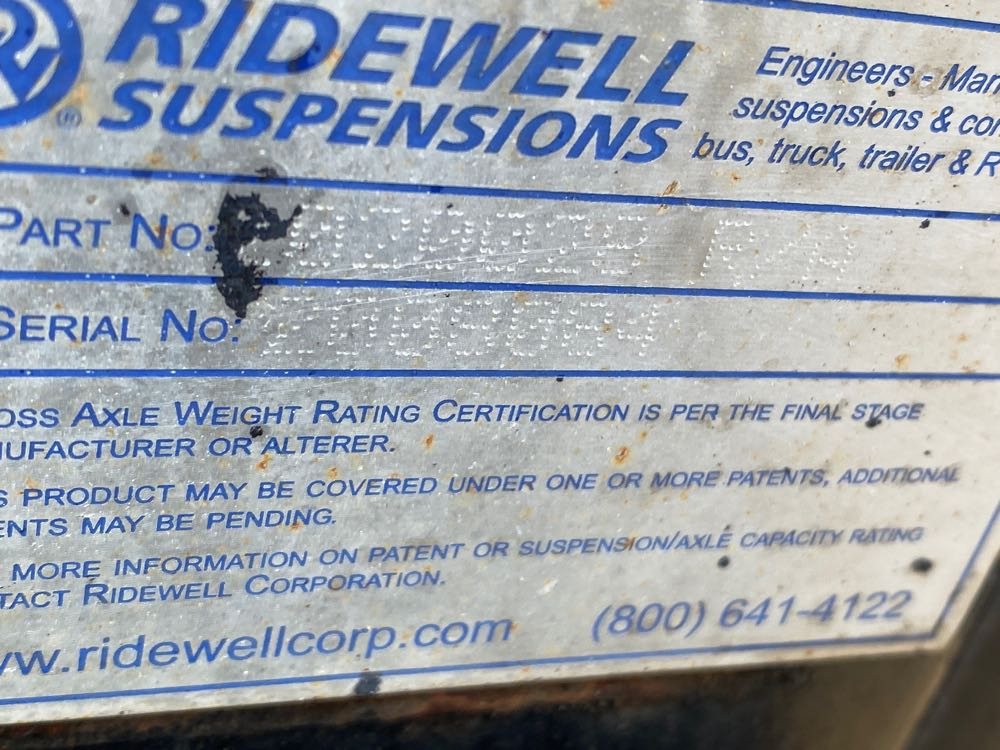 RIDEWELL
SUSPENSIONS
®
Engineers - Man
suspensions & con
bus, truck, trailer & R
PART NO:
SERIAL NO:
OSS AXLE WEIGHT RATING CERTIFICATION IS PER THE FINAL STAGE
NUFACTURER OR ALTERER.
S PRODUCT MAY BE COVERED UNDER ONE OR MORE PATENTS, ADDITIONAL
ENTS MAY BE PENDING.
MORE INFORMATION ON PATENT OR SUSPENSION/AXLE CAPACITY RATING
TACT RIDEWELL CORPORATION.
ww.ridewellcorp.com (800) 641-4122